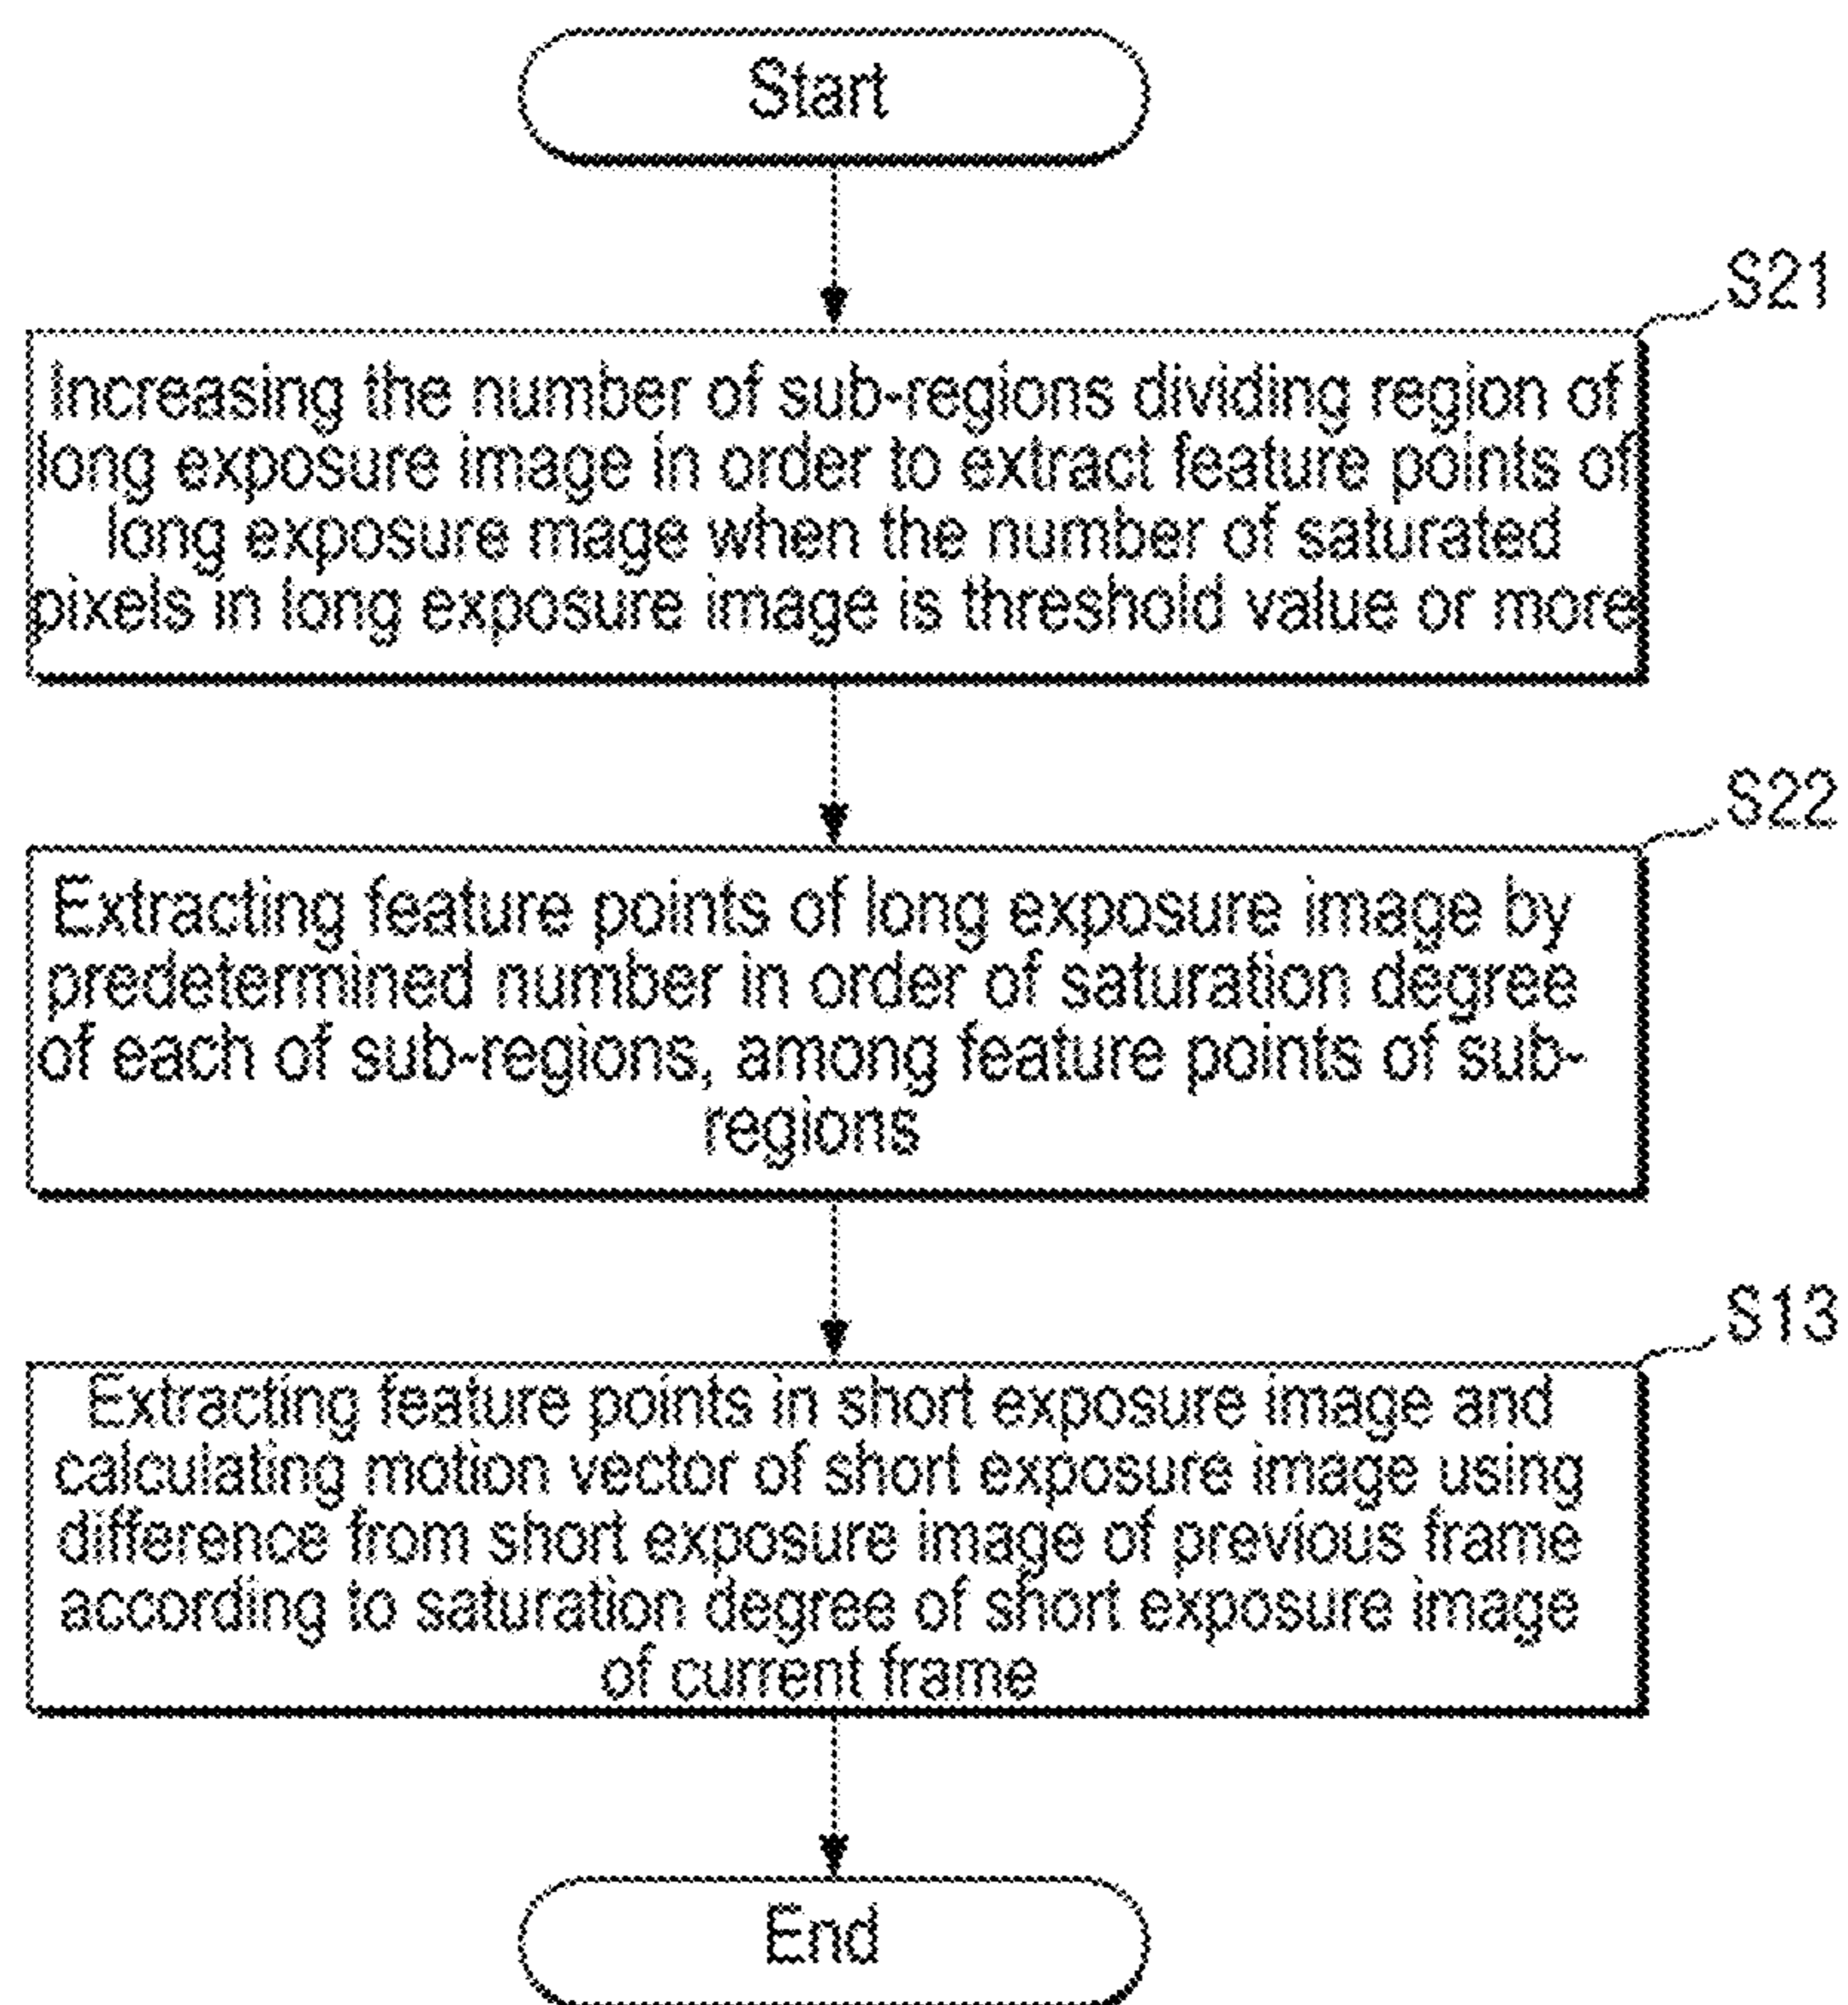 Start
S21
Increasing the number of sub-regions dividing region of
long exposure image in order to extract feature points of
long exposure mage when the number of saturated
pixels in long exposure image is threshold value or more
S22
Extracting feature points of long exposure image by
predetermined number in order of saturation degree
of each of sub-regions, among feature points of sub-
regions
S13
Extracting feature points in short exposure image and
calculating motion vector of short exposure image using
difference from short exposure image of previous frame
according to saturation degree of short exposure image
of current frame
End